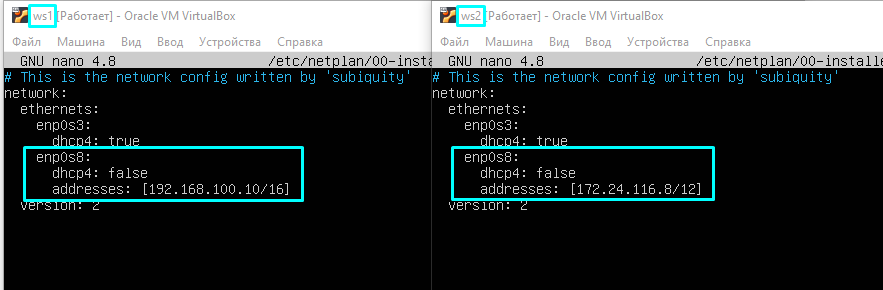 ws1 [Работает] - Oracle VM VirtualBox
Файл Машина Вид Ввод Устройства Справка
GNU nano 4.8 /etc/netplan/00-install
# This is the network config written by 'subiquity'
network:
  ethernets:
    enp0s3:
      dhcp4: true
    enp0s8:
      dhcp4: false
      addresses: [192.168.100.10/16]
  version: 2
ws2 [Работает] - Oracle VM VirtualBox
Файл Машина Вид Ввод Устройства Справка
GNU nano 4.8 /etc/netplan/00-installe
# This is the network config written by 'subiquity'
network:
  ethernets:
    enp0s3:
      dhcp4: true
    enp0s8:
      dhcp4: false
      addresses: [172.24.116.8/12]
  version: 2